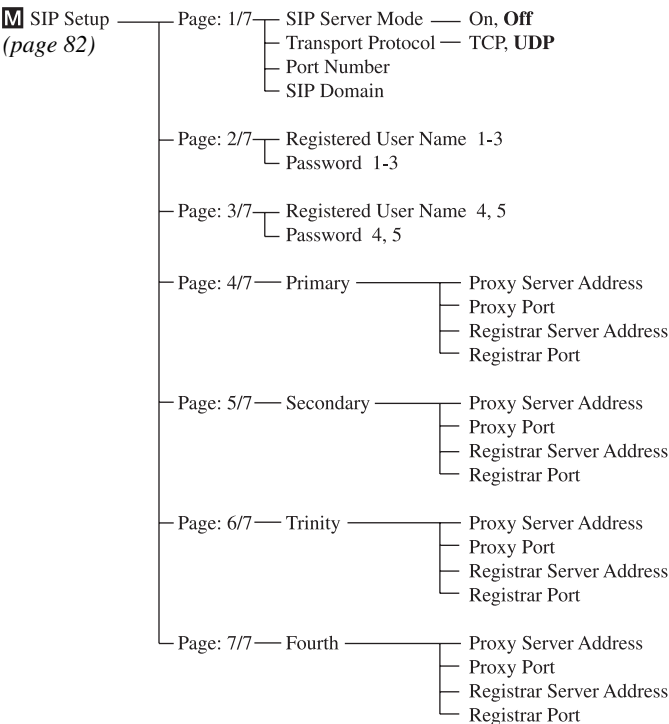 M SIP Setup Page: 1/7 SIP Server Mode On, Off
(page 82) Transport Protocol TCP, UDP
Port Number
SIP Domain
Page: 2/7 Registered User Name 1-3
Password 1-3
Page: 3/7 Registered User Name 4, 5
Password 4, 5
Page: 4/7 Primary Proxy Server Address
Proxy Port
Registrar Server Address
Registrar Port
Page: 5/7 Secondary Proxy Server Address
Proxy Port
Registrar Server Address
Registrar Port
Page: 6/7 Trinity Proxy Server Address
Proxy Port
Registrar Server Address
Registrar Port
Page: 7/7 Fourth Proxy Server Address
Proxy Port
Registrar Server Address
Registrar Port